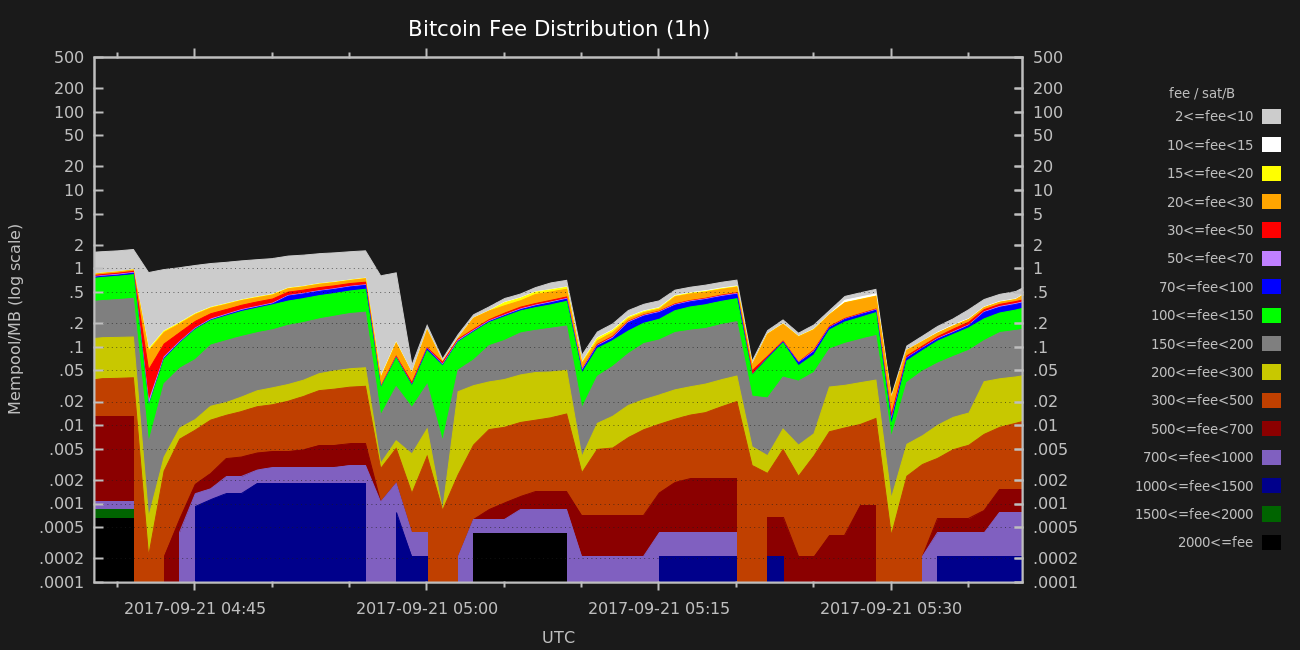 Bitcoin Fee Distribution (1h)
Mempool/MB (log scale)
500
200
100
50
20
10
5
2
1
.5
.2
.1
.05
.02
.01
.005
.002
.001
.0005
.0002
.0001
500
200
100
50
20
10
5
2
1
.5
.2
.1
.05
.02
.01
.005
.002
.001
.0005
.0002
.0001
2017-09-21 04:45
2017-09-21 05:00
2017-09-21 05:15
2017-09-21 05:30
UTC
fee / sat/B
2<=fee<10
10<=fee<15
15<=fee<20
20<=fee<30
30<=fee<50
50<=fee<70
70<=fee<100
100<=fee<150
150<=fee<200
200<=fee<300
300<=fee<500
500<=fee<700
700<=fee<1000
1000<=fee<1500
1500<=fee<2000
2000<=fee